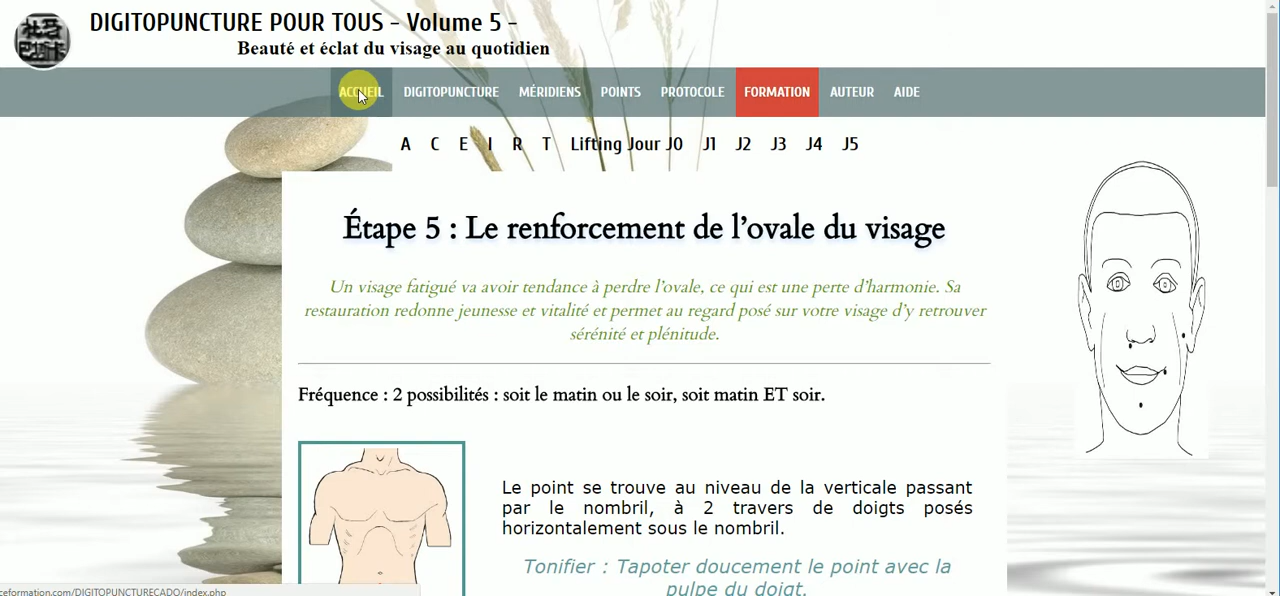 DIGITOPUNCTURE POUR TOUS - Volume 5 -
Beauté et éclat du visage au quotidien
ACCUEIL DIGITOPUNCTURE MÉRIDIENS POINTS PROTOCOLE FORMATION AUTEUR AIDE
A C E I R T Lifting Jour J0 J1 J2 J3 J4 J5
Étape 5 : Le renforcement de l’ovale du visage
Un visage fatigué va avoir tendance à perdre l’ovale, ce qui est une perte d’harmonie. Sa
restauration redonne jeunesse et vitalité et permet au regard posé sur votre visage d’y retrouver
sérénité et plénitude.
Fréquence : 2 possibilités : soit le matin ou le soir, soit matin ET soir.
Le point se trouve au niveau de la verticale passant
par le nombril, à 2 travers de doigts posés
horizontalement sous le nombril.
Tonifier : Tapoter doucement le point avec la
pulpe du doigt.
ceformation.com/DIGITOPUNCTURECADO/index.php